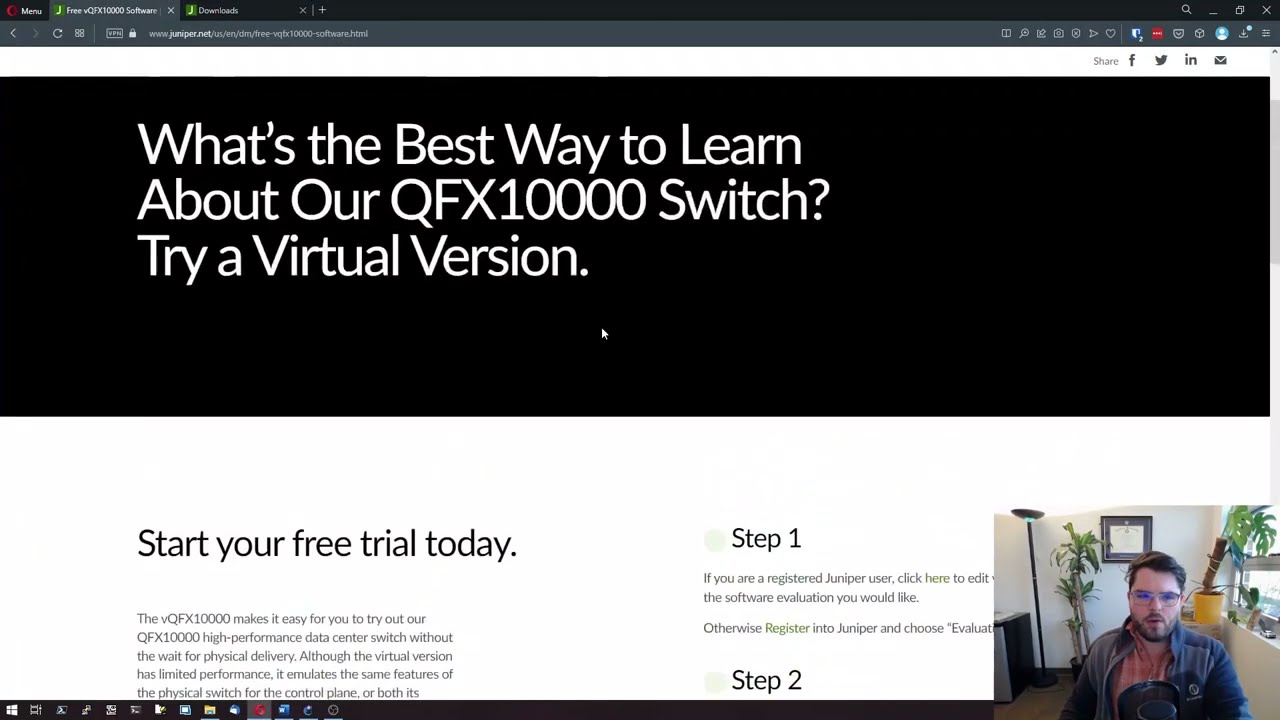 Menu
Free vQFX10000 Software
Downloads
VPN
www.juniper.net/us/en/dm/free-vqfx10000-software.html
Share
What's the Best Way to Learn
About Our QFX10000 Switch?
Try a Virtual Version.
Start your free trial today.
The vQFX10000 makes it easy for you to try out our
QFX10000 high-performance data center switch without
the wait for physical delivery. Although the virtual version
has limited performance, it emulates the same features of
the physical switch for the control plane, or both its
Step 1
If you are a registered Juniper user, click here to edit
the software evaluation you would like.
Otherwise Register into Juniper and choose “Evaluati
Step 2